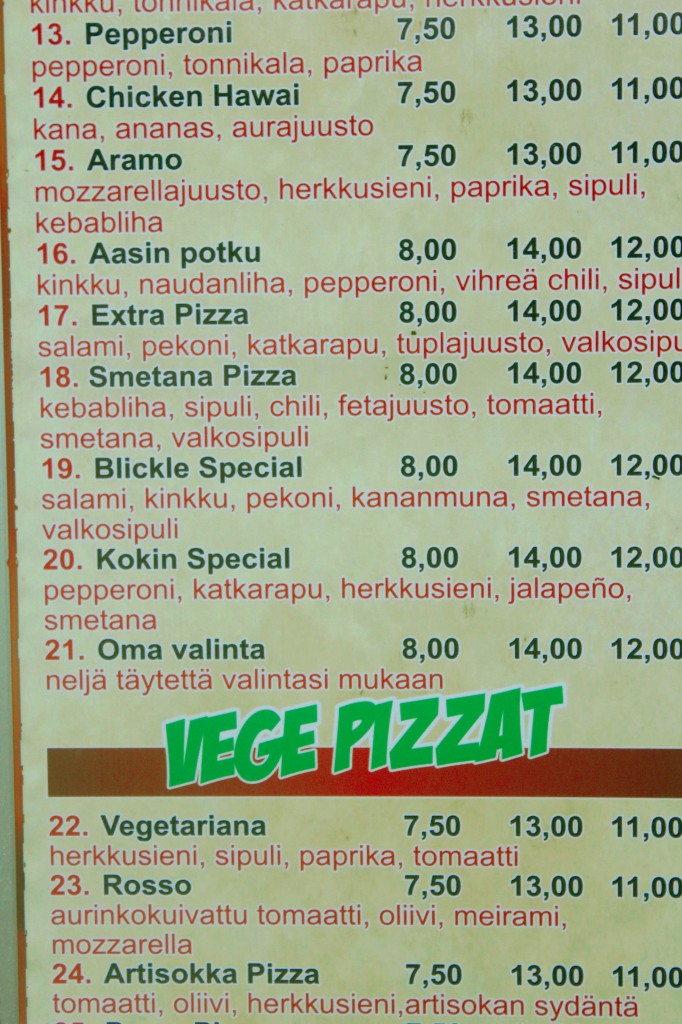 kinkku, tonnikala, katkarapu, herkkusieni
13. Pepperoni 7,50 13,00 11,00
pepperoni, tonnikala, paprika
14. Chicken Hawai 7,50 13,00 11,00
kana, ananas, aurajuusto
15. Aramo 7,50 13,00 11,00
mozzarellajuusto, herkkusieni, paprika, sipuli,
kebabliha
16. Aasin potku 8,00 14,00 12,00
kinkku, naudanliha, pepperoni, vihreä chili, sipul
17. Extra Pizza 8,00 14,00 12,00
salami, pekoni, katkarapu, tuplajuusto, valkosipu
18. Smetana Pizza 8,00 14,00 12,00
kebabliha, sipuli, chili, fetajuusto, tomaatti,
smetana, valkosipuli
19. Blickle Special 8,00 14,00 12,00
salami, kinkku, pekoni, kananmuna, smetana,
valkosipuli
20. Kokin Special 8,00 14,00 12,00
pepperoni, katkarapu, herkkusieni, jalapeño,
smetana
21. Oma valinta 8,00 14,00 12,00
neljä täytettä valintasi mukaan
VEGE PIZZAT
22. Vegetariana 7,50 13,00 11,00
herkkusieni, sipuli, paprika, tomaatti
23. Rosso 7,50 13,00 11,00
aurinkokuivattu tomaatti, oliivi, meirami,
mozzarella
24. Artisokka Pizza 7,50 13,00 11,00
tomaatti, oliivi, herkkusieni,artisokan sydäntä